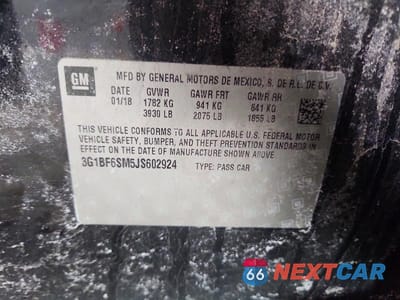 GM
MFD BY GENERAL MOTORS DE MEXICO, S. DE R.L. DE C.V.
DATE GVWR GAWR FRT GAWR RR
01/18 1782 KG 941 KG 841 KG
3930 LB 2075 LB 1855 LB
THIS VEHICLE CONFORMS TO ALL APPLICABLE U.S. FEDERAL MOTOR
VEHICLE SAFETY, BUMPER, AND THEFT PREVENTION STANDARDS IN
EFFECT ON THE DATE OF MANUFACTURE SHOWN ABOVE.
3G1BF6SM5JS602924 TYPE: PASS CAR
66 NEXTCAR